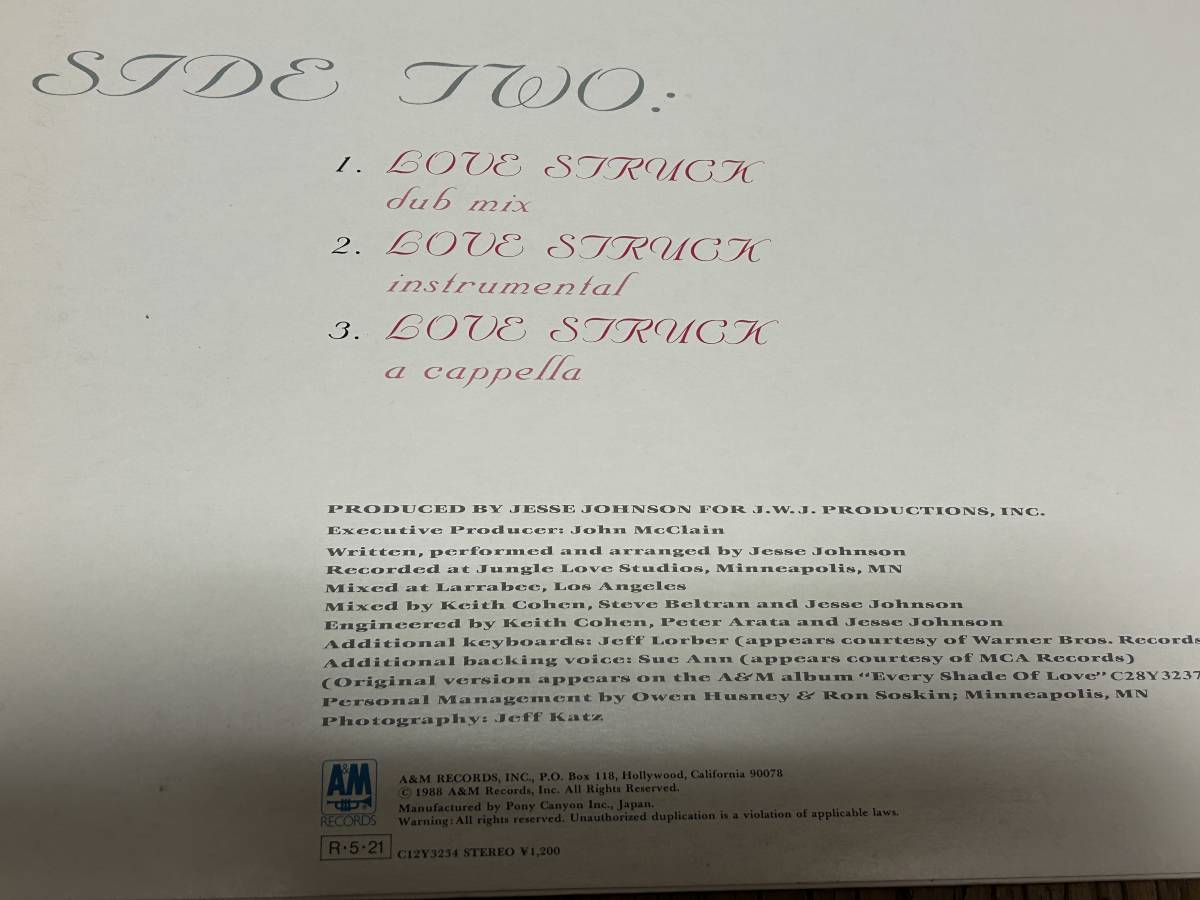 SIDE TWO:
1. LOVE STRUCK
dub mix
2. LOVE STRUCK
instrumental
3. LOVE STRUCK
a cappella
PRODUCED BY JESSE JOHNSON FOR J.W.J. PRODUCTIONS, INC.
Executive Producer: John McClain
Written, performed and arranged by Jesse Johnson
Recorded at Jungle Love Studios, Minneapolis, MN
Mixed at Larrabee, Los Angeles
Mixed by Keith Cohen, Steve Beltran and Jesse Johnson
Engineered by Keith Cohen, Peter Arata and Jesse Johnson
Additional keyboards: Jeff Lorber (appears courtesy of Warner Bros. Records
Additional backing voice: Sue Ann (appears courtesy of MCA Records)
(Original version appears on the A&M album "Every Shade Of Love" C28Y3237
Personal Management by Owen Husney & Ron Soskin; Minneapolis, MN
Photography: Jeff Katz
A&M
RECORDS
A&M RECORDS, INC., P.O. Box 118, Hollywood, California 90078
© 1988 A&M Records, Inc. All Rights Reserved.
Manufactured by Pony Canyon Inc., Japan.
Warning: All rights reserved. Unauthorized duplication is a violation of applicable laws.
R·5·21
C12Y3234 STEREO ¥1,200